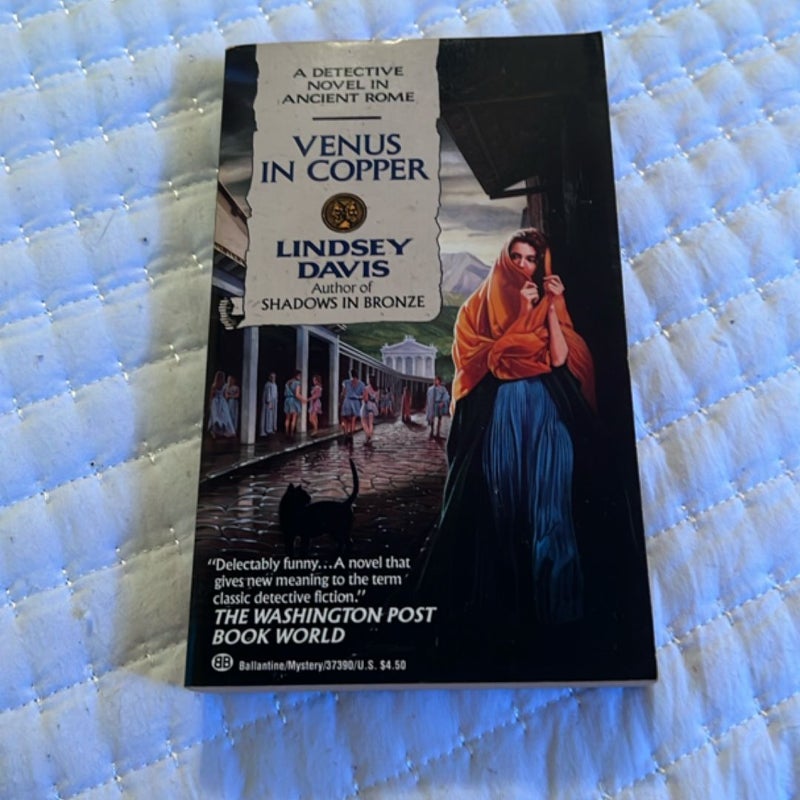 A DETECTIVE
NOVEL IN
ANCIENT ROME
VENUS
IN COPPER
LINDSEY
DAVIS
Author of
SHADOWS IN BRONZE
“Delectably funny...A novel that
gives new meaning to the term
classic detective fiction.”
THE WASHINGTON POST
BOOK WORLD
BB Ballantine/Mystery/37390/U.S. $4.50